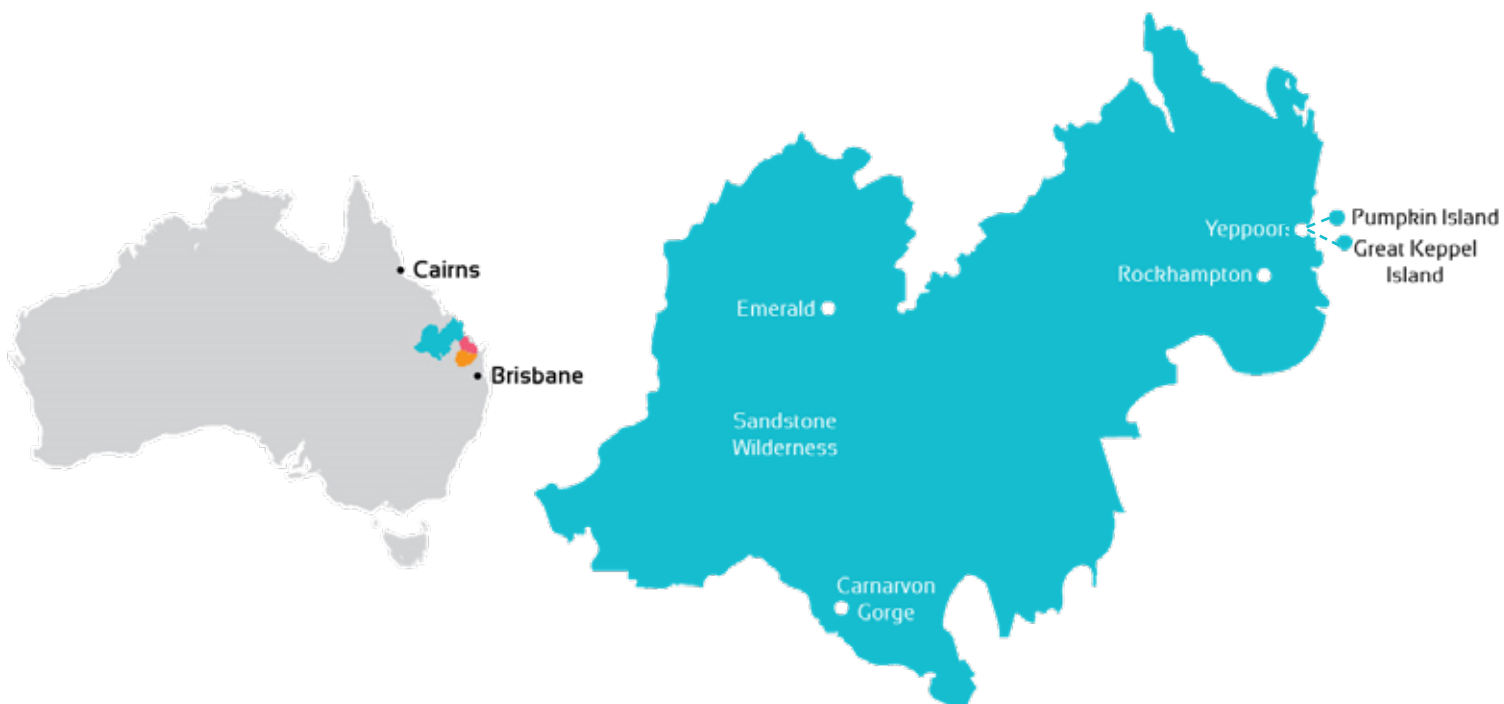 Cairns
Brisbane
Pumpkin Island
Yeppoon
Great Keppel
Island
Rockhampton
Emerald
Sandstone
Wilderness
Carnarvon
Gorge